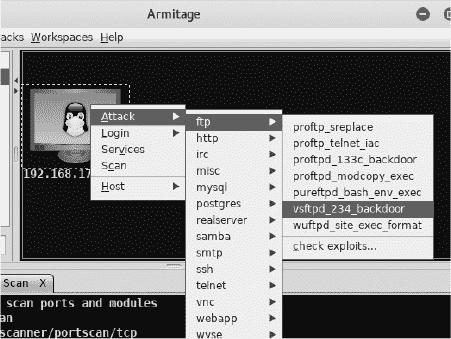 Armitage
acks Workspaces Help
192.168.17
Attack
Login
Services
Scan
Host
ftp
http
irc
misc
mysql
postgres
realserver
samba
smtp
ssh
telnet
vnc
webapp
wyse
proftp_sreplace
proftp_telnet_iac
proftpd_133c_backdoor
proftpd_modcopy_exec
pureftpd_bash_env_exec
vsftpd_234_backdoor
wuftpd_site_exec_format
check exploits...
Scan X
scan ports and modules
an
scanner/portscan/tcp